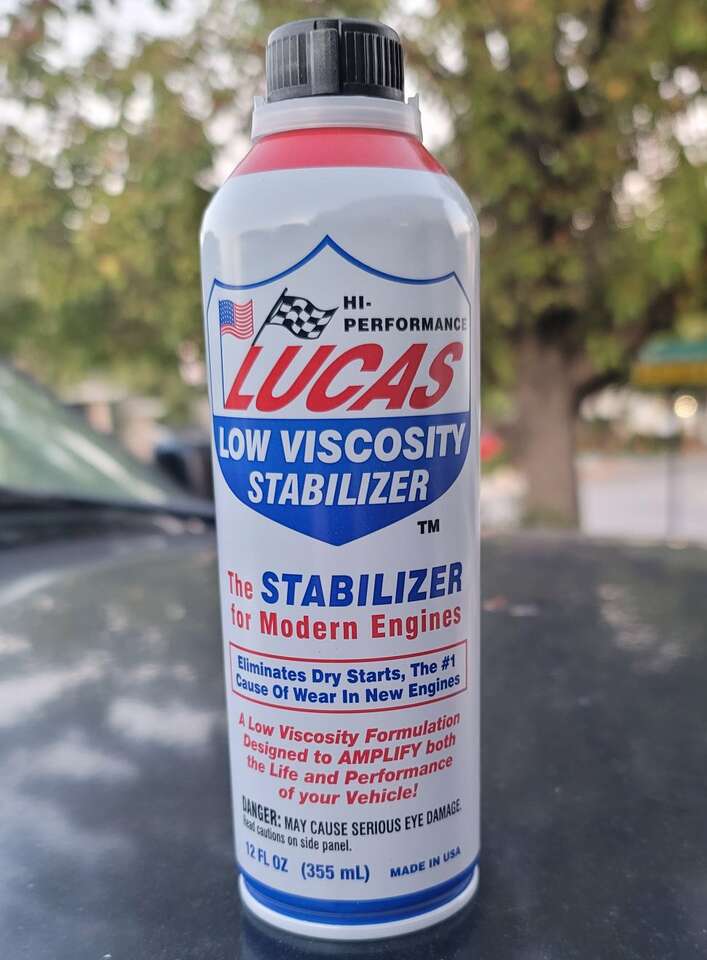 HI-
PERFORMANCE
LUCAS
LOW VISCOSITY
STABILIZER
TM
The STABILIZER
for Modern Engines
Eliminates Dry Starts, The #1
Cause Of Wear In New Engines
A Low Viscosity Formulation
Designed to AMPLIFY both
the Life and Performance
of your Vehicle!
DANGER: MAY CAUSE SERIOUS EYE DAMAGE.
Read cautions on side panel.
12 FL OZ (355 mL) MADE IN USA